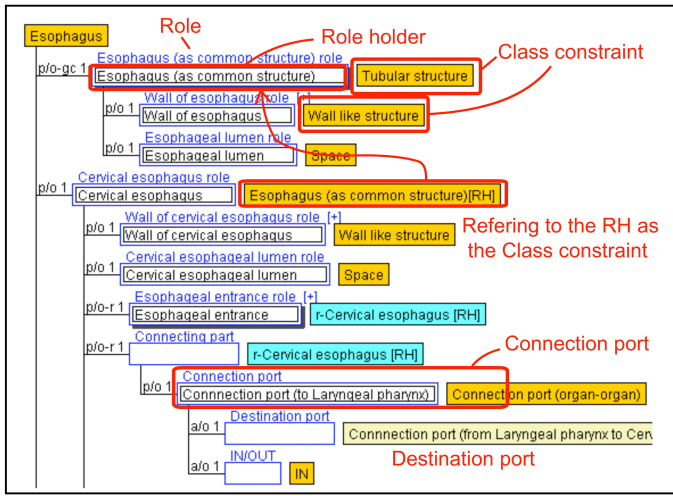 Esophagus
Role
Role holder
Class constraint
Esophagus (as common structure) role
p/o-gc 1 Esophagus (as common structure) Tubular structure
Wall of esophagus role [+]
p/o 1 Wall of esophagus Wall like structure
Esophageal lumen role
p/o 1 Esophageal lumen Space
Cervical esophagus role
p/o 1 Cervical esophagus Esophagus (as common structure)[RH]
Wall of cervical esophagus role [+]
p/o 1 Wall of cervical esophagus Wall like structure
Refering to the RH as
the Class constraint
Cervical esophageal lumen role
p/o 1 Cervical esophageal lumen Space
Esophageal entrance role [+]
p/o-r 1 Esophageal entrance r-Cervical esophagus [RH]
Connecting part
p/o-r 1 r-Cervical esophagus [RH]
Connection port
Connection port
p/o 1 Connnection port (to Laryngeal pharynx) Connection port (organ-organ)
Destination port
a/o 1 Connnection port (from Laryngeal pharynx to Cerv
Destination port
IN/OUT
a/o 1 IN